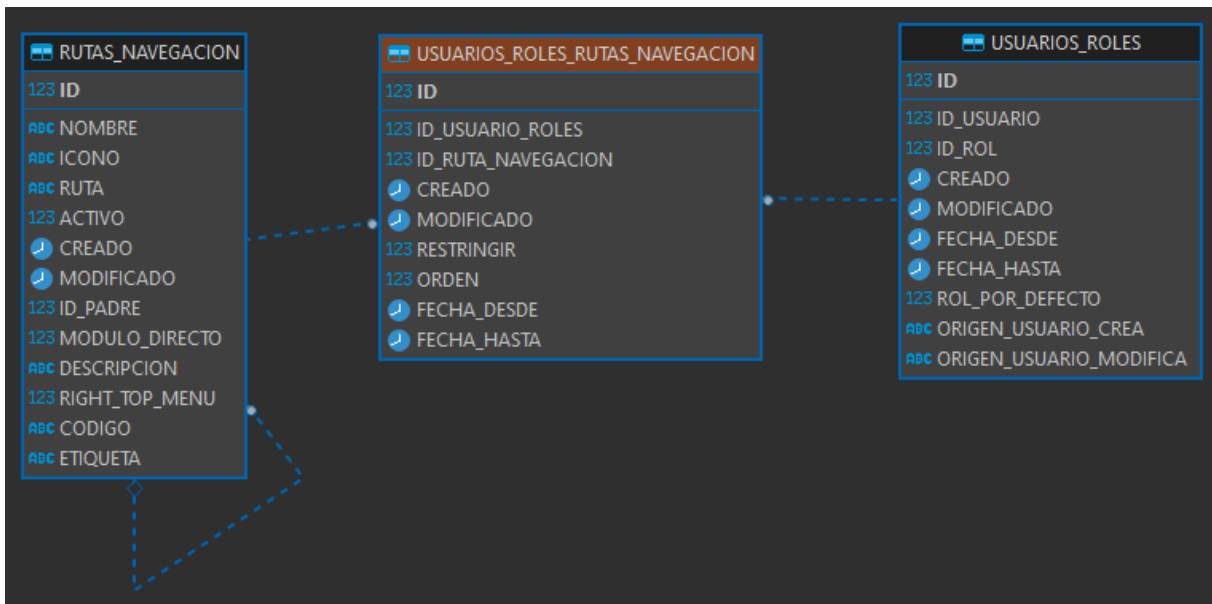 RUTAS_NAVEGACION
123 ID
ABC NOMBRE
ABC ICONO
ABC RUTA
123 ACTIVO
CREADO
MODIFICADO
123 ID_PADRE
123 MODULO_DIRECTO
ABC DESCRIPCION
123 RIGHT_TOP_MENU
ABC CODIGO
ABC ETIQUETA
USUARIOS_ROLES_RUTAS_NAVEGACION
123 ID
123 ID_USUARIO_ROLES
123 ID_RUTA_NAVEGACION
CREADO
MODIFICADO
123 RESTRINGIR
123 ORDEN
FECHA_DESDE
FECHA_HASTA
USUARIOS_ROLES
123 ID
123 ID_USUARIO
123 ID_ROL
CREADO
MODIFICADO
FECHA_DESDE
FECHA_HASTA
123 ROL_POR_DEFECTO
ABC ORIGEN_USUARIO_CREA
ABC ORIGEN_USUARIO_MODIFICA